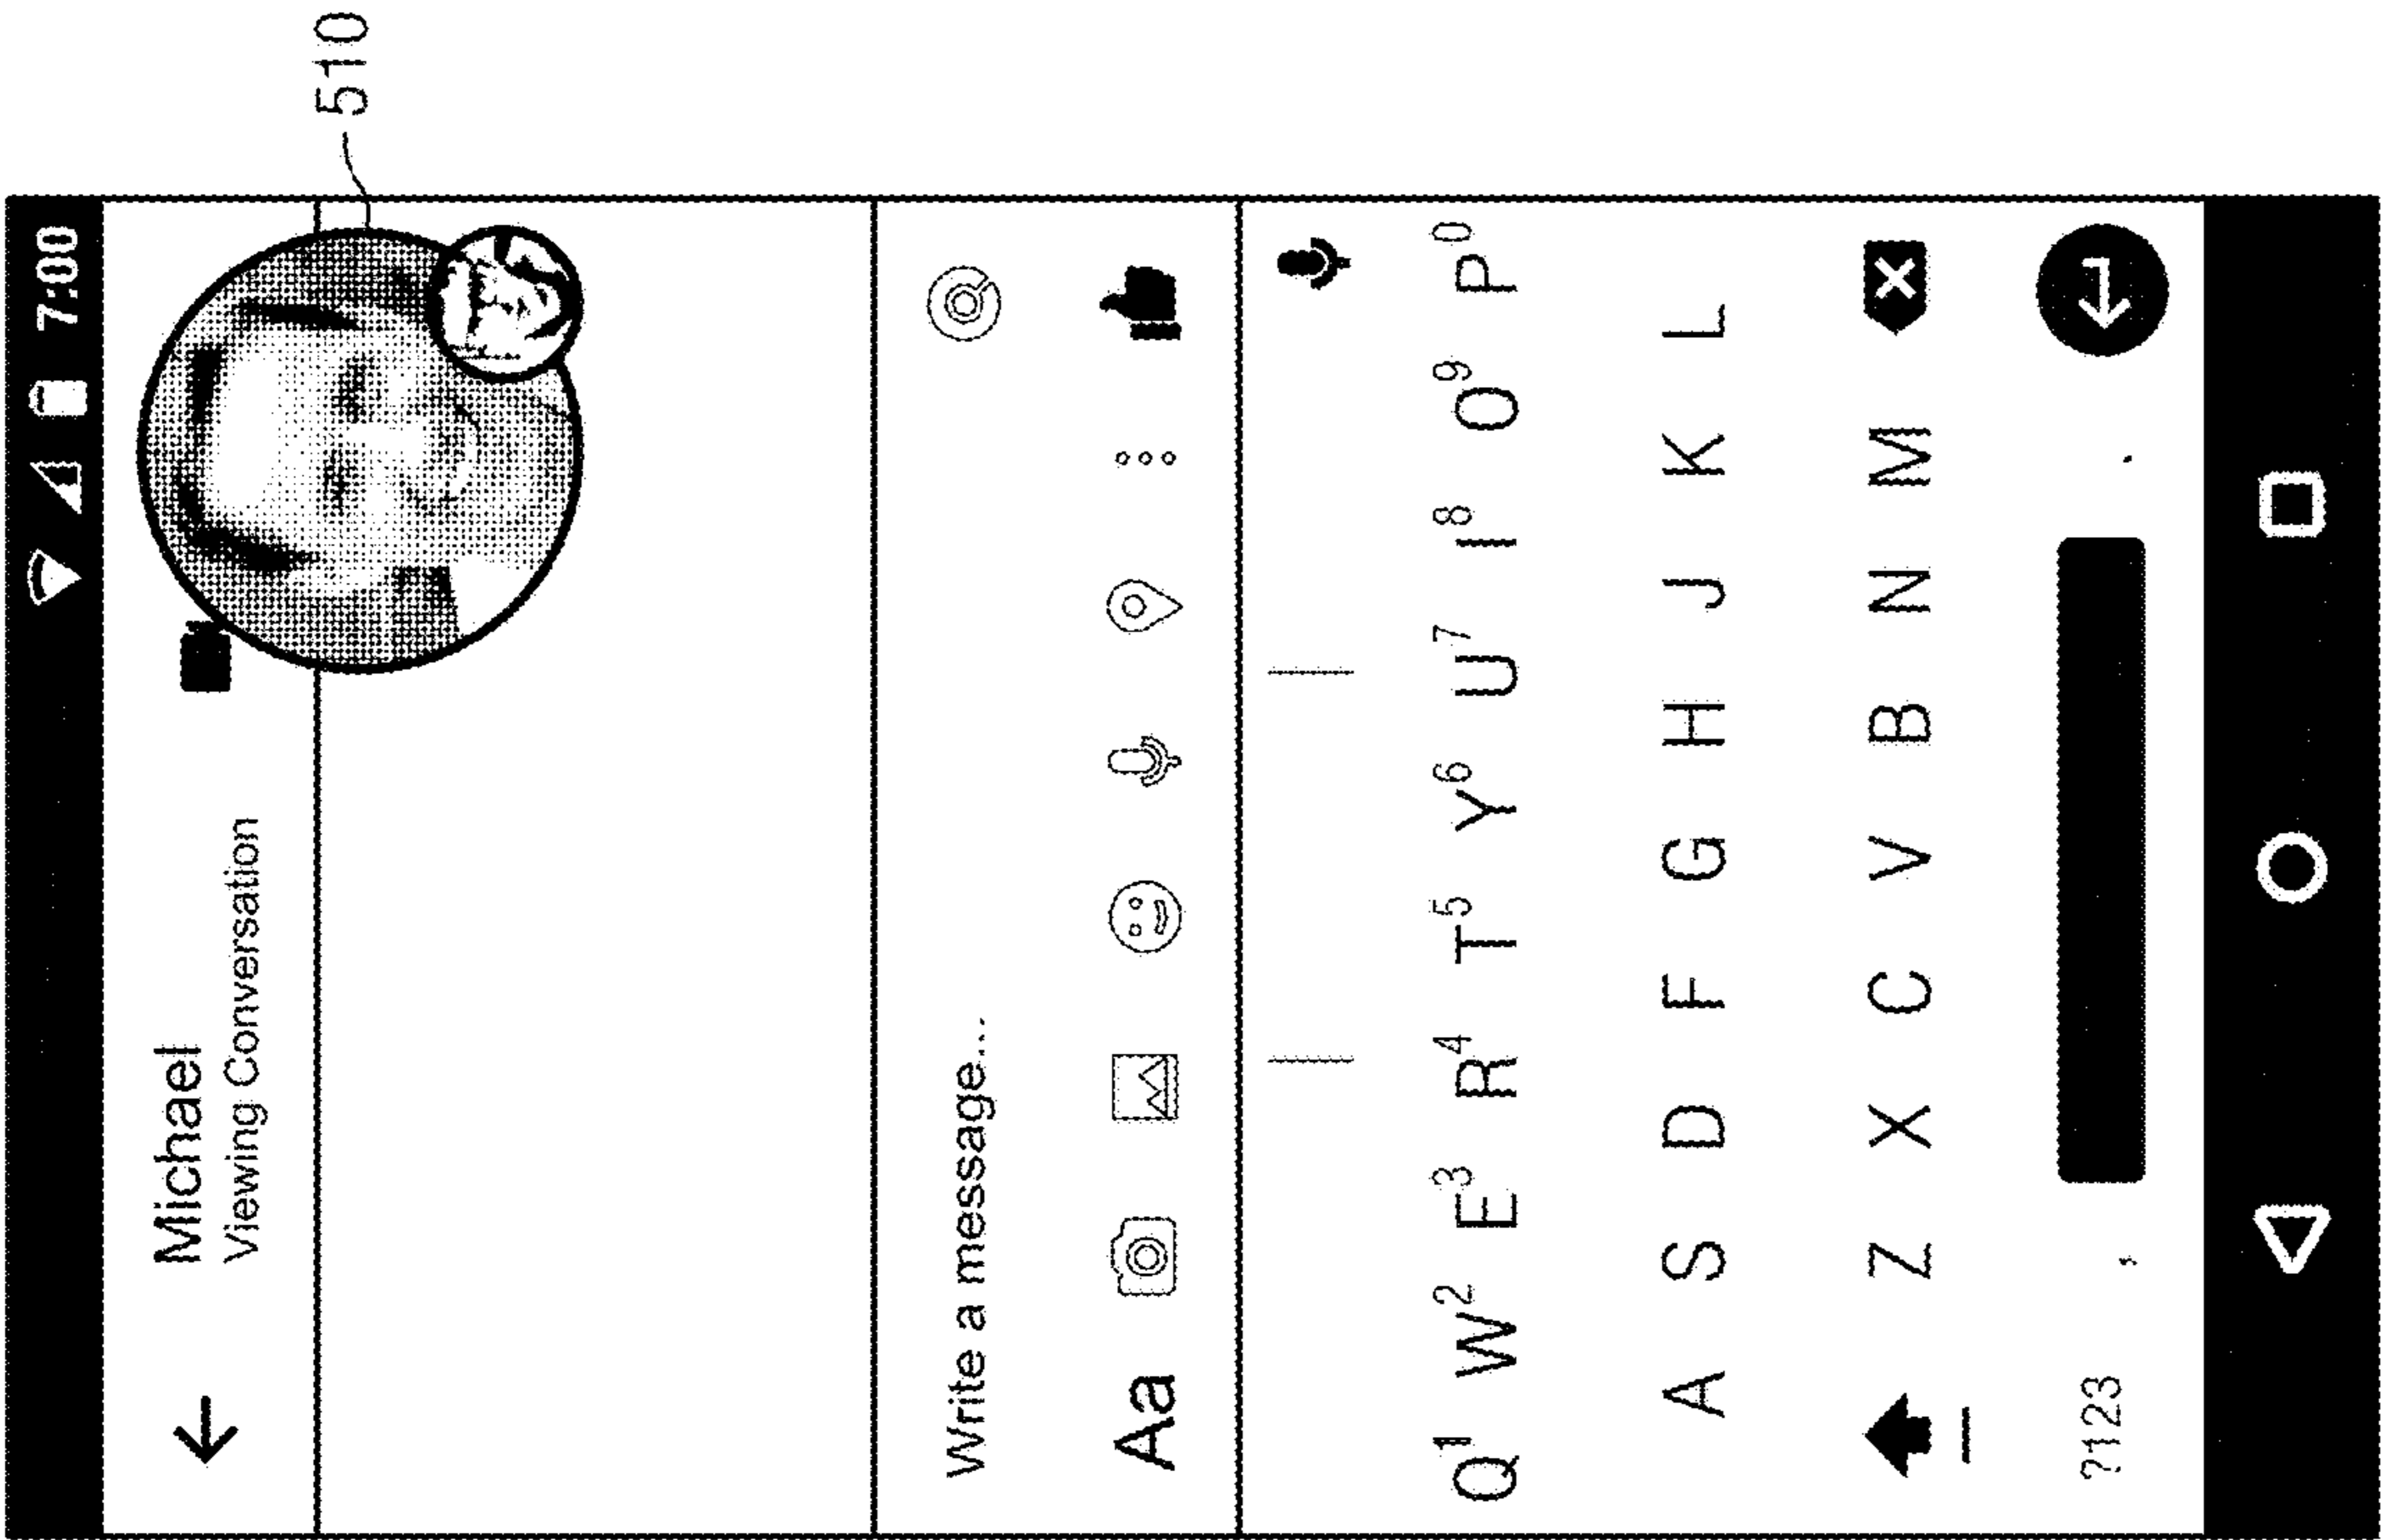 7:00
510
Michael
Viewing Conversation
Write a message...
Aa
Q1 W2 E3 R4 T5 Y6 U7 I8 O9 P0
A S D F G H J K L
Z X C V B N M
?123 , .